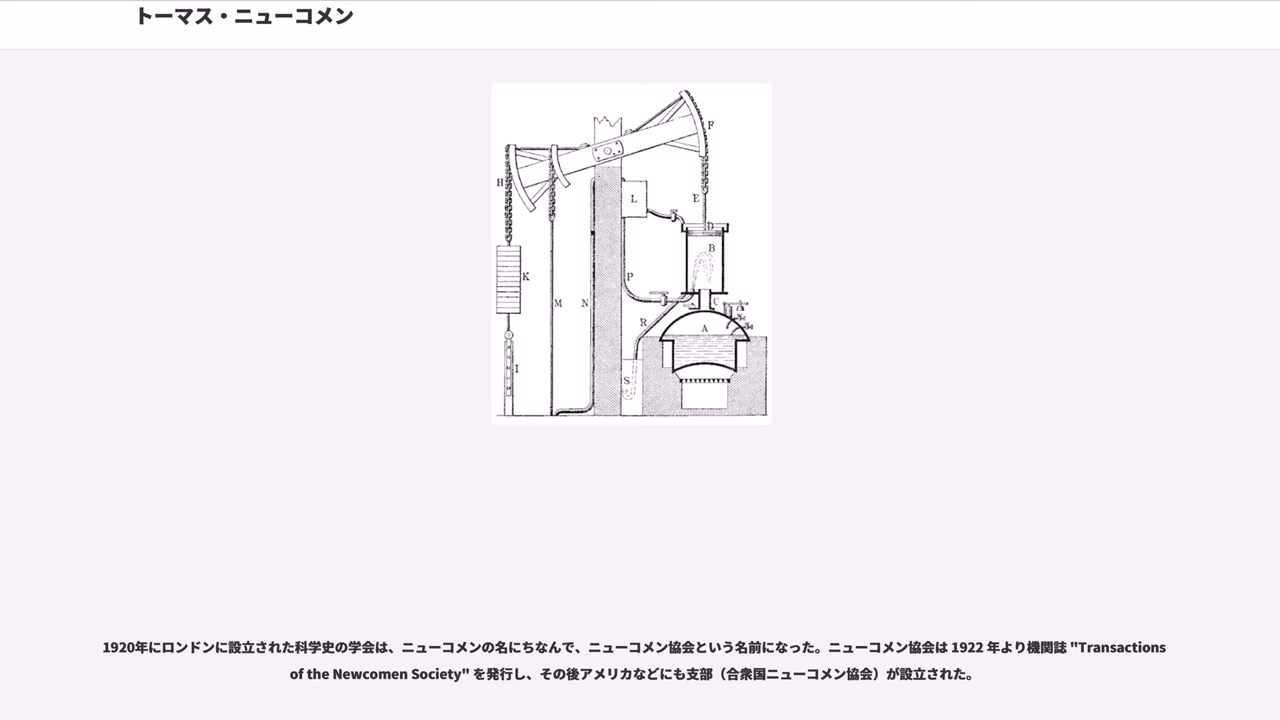 トーマス・ニューコメン
F
H
L
E
D
B
K
P
M
N
C
R
A
I
S
1920年にロンドンに設立された科学史の学会は、ニューコメンの名にちなんで、ニューコメン協会という名前になった。ニューコメン協会は 1922 年より機関誌 "Transactions
of the Newcomen Society" を発行し、その後アメリカなどにも支部（合衆国ニューコメン協会）が設立された。